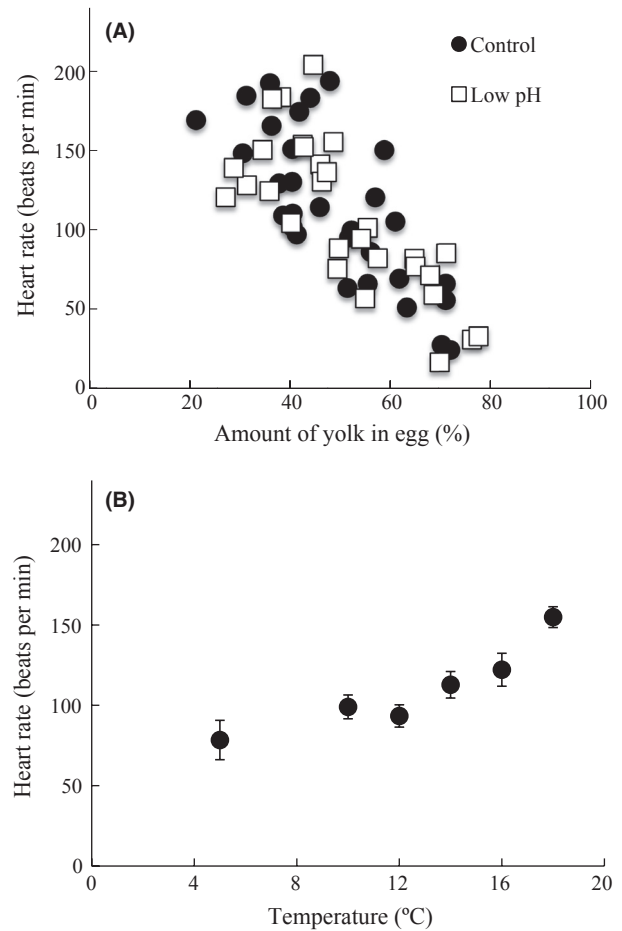 (A)
Control
Low pH
Heart rate (beats per min)
200
150
100
50
0
0 20 40 60 80 100
Amount of yolk in egg (%)
(B)
Heart rate (beats per min)
200
150
100
50
0
0 4 8 12 16 20
Temperature (ºC)